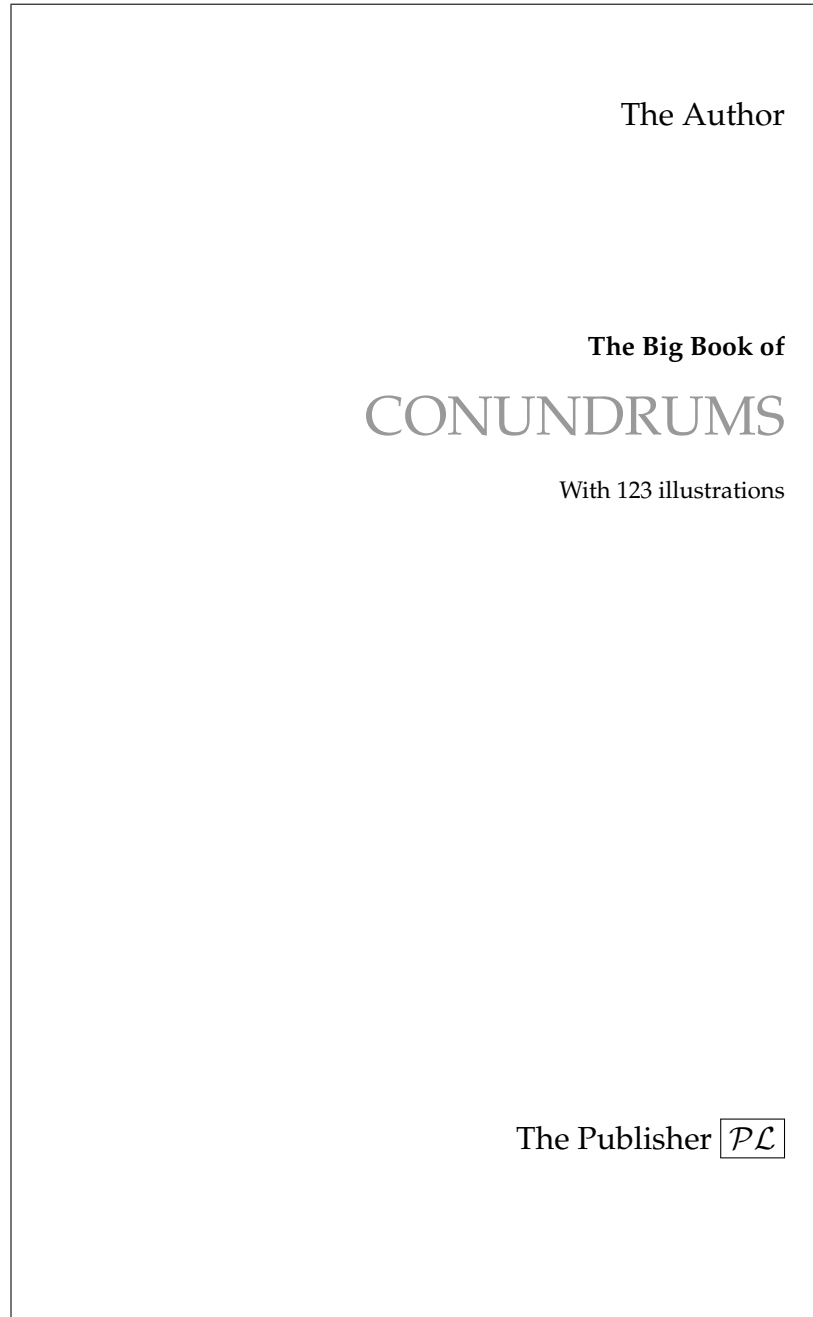 The Author
The Big Book of
CONUNDRUMS
With 123 illustrations
The Publisher PL